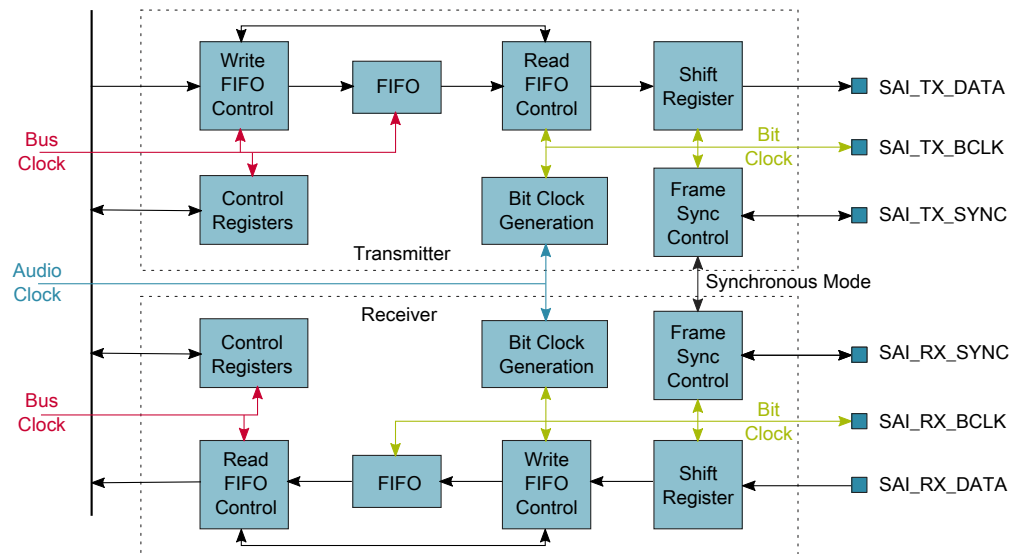 Write
FIFO
Control
FIFO
Read
FIFO
Control
Shift
Register
SAI_TX_DATA
Bus
Clock
Bit
Clock
SAI_TX_BCLK
Control
Registers
Bit Clock
Generation
Frame
Sync
Control
SAI_TX_SYNC
Transmitter
Audio
Clock
Synchronous Mode
Receiver
Control
Registers
Bit Clock
Generation
Frame
Sync
Control
SAI_RX_SYNC
Bus
Clock
Bit
Clock
SAI_RX_BCLK
Read
FIFO
Control
FIFO
Write
FIFO
Control
Shift
Register
SAI_RX_DATA